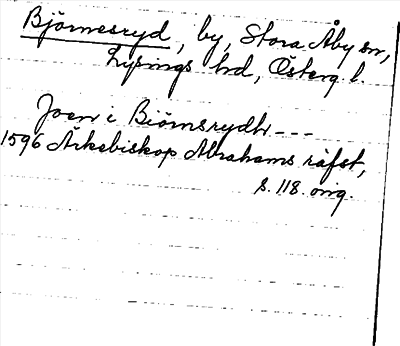 Björnesryd, by, Stora Åby sn,
Lysings hd, Österg. l.
Joen i Biörnsrydh ---
1596 Ärkebiskop Abrahams räfst,
s. 118. orig.